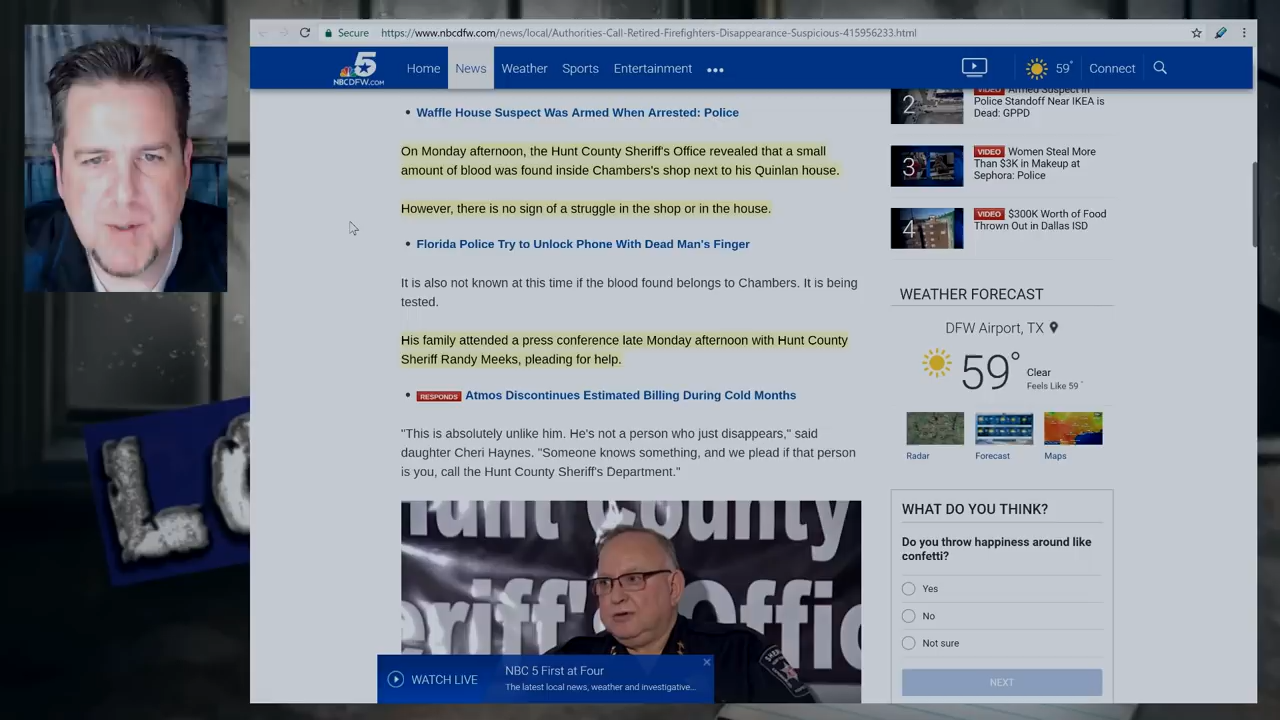 Secure
https://www.nbcdfw.com/news/local/Authorities-Call-Retired-Firefighters-Disappearance-Suspicious-415956233.html
5
NBCDFW.COM
Home
News
Weather
Sports
Entertainment
59°
Connect
• Waffle House Suspect Was Armed When Arrested: Police
On Monday afternoon, the Hunt County Sheriff's Office revealed that a small
amount of blood was found inside Chambers's shop next to his Quinlan house.
However, there is no sign of a struggle in the shop or in the house.
• Florida Police Try to Unlock Phone With Dead Man's Finger
It is also not known at this time if the blood found belongs to Chambers. It is being
tested.
His family attended a press conference late Monday afternoon with Hunt County
Sheriff Randy Meeks, pleading for help.
• RESPONDS Atmos Discontinues Estimated Billing During Cold Months
"This is absolutely unlike him. He's not a person who just disappears," said
daughter Cheri Haynes. "Someone knows something, and we plead if that person
is you, call the Hunt County Sheriff's Department."
County
WATCH LIVE
NBC 5 First at Four
The latest local news, weather and investigative...
2
VIDEO Armed Suspect in
Police Standoff Near IKEA is
Dead: GPPD
3
VIDEO Women Steal More
Than $3K in Makeup at
Sephora: Police
4
VIDEO $300K Worth of Food
Thrown Out in Dallas ISD
WEATHER FORECAST
DFW Airport, TX
59°
Clear
Feels Like 59°
Radar
Forecast
Maps
WHAT DO YOU THINK?
Do you throw happiness around like
confetti?
Yes
No
Not sure
NEXT